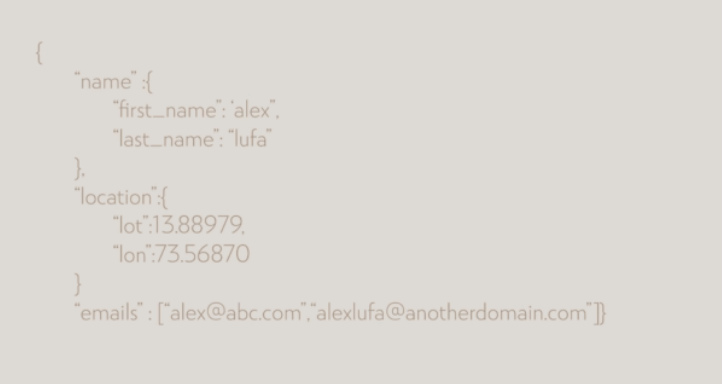 {
“name” :{
“first_name”: ‘alex”,
“last_name”: “lufa”
},
“location”:{
“lot”:13.88979,
“lon”:73.56870
}
“emails” : [“alex@abc.com”,“alexlufa@anotherdomain.com”]}